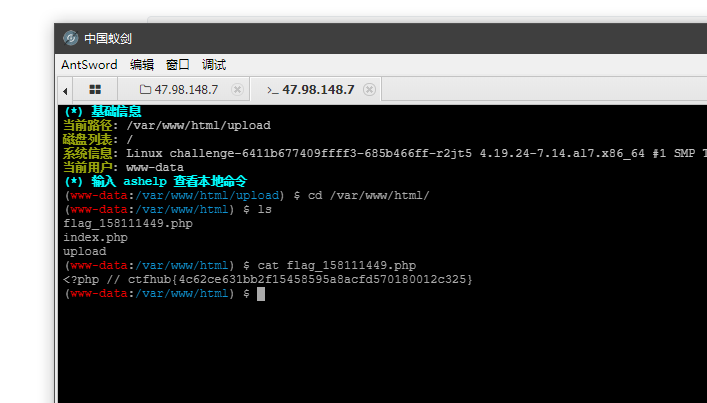 中国蚁剑
AntSword 编辑 窗口 调试
47.98.148.7 >_ 47.98.148.7
(*) 基础信息
当前路径: /var/www/html/upload
磁盘列表: /
系统信息: Linux challenge-6411b677409ffff3-685b466ff-r2jt5 4.19.24-7.14.al7.x86_64 #1 SMP T
当前用户: www-data
(*) 输入 ashelp 查看本地命令
(www-data:/var/www/html/upload) $ cd /var/www/html/
(www-data:/var/www/html) $ ls
flag_158111449.php
index.php
upload
(www-data:/var/www/html) $ cat flag_158111449.php
<?php // ctfhub{4c62ce631bb2f15458595a8acfd570180012c325}
(www-data:/var/www/html) $